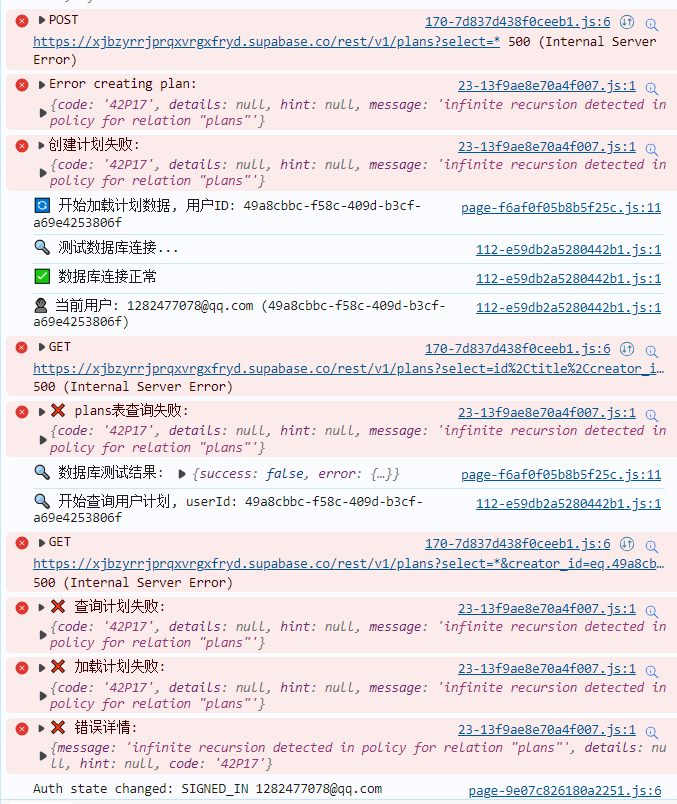 POST 170-7d837d438f0ceeb1.js:6
https://xjbzyrrjprqxvrgxfryd.supabase.co/rest/v1/plans?select=* 500 (Internal Server
Error)
Error creating plan: 23-13f9ae8e70a4f007.js:1
{code: '42P17', details: null, hint: null, message: 'infinite recursion detected in
policy for relation "plans"'}
创建计划失败: 23-13f9ae8e70a4f007.js:1
{code: '42P17', details: null, hint: null, message: 'infinite recursion detected in
policy for relation "plans"'}
开始加载计划数据, 用户ID: 49a8cbbc-f58c-409d-b3cf- page-f6af0f05b8b5f25c.js:11
a69e4253806f
测试数据库连接... 112-e59db2a5280442b1.js:1
数据库连接正常 112-e59db2a5280442b1.js:1
当前用户: 1282477078@qq.com (49a8cbbc-f58c-409d-b3cf- 112-e59db2a5280442b1.js:1
a69e4253806f)
GET 170-7d837d438f0ceeb1.js:6
https://xjbzyrrjprqxvrgxfryd.supabase.co/rest/v1/plans?select=id%2Ctitle%2Ccreator_i…
500 (Internal Server Error)
plans表查询失败: 23-13f9ae8e70a4f007.js:1
{code: '42P17', details: null, hint: null, message: 'infinite recursion detected in
policy for relation "plans"'}
数据库测试结果: {success: false, error: {…}} page-f6af0f05b8b5f25c.js:11
开始查询用户计划, userId: 49a8cbbc-f58c-409d-b3cf- 112-e59db2a5280442b1.js:1
a69e4253806f
GET 170-7d837d438f0ceeb1.js:6
https://xjbzyrrjprqxvrgxfryd.supabase.co/rest/v1/plans?select=*&creator_id=eq.49a8cb…
500 (Internal Server Error)
查询计划失败: 23-13f9ae8e70a4f007.js:1
{code: '42P17', details: null, hint: null, message: 'infinite recursion detected in
policy for relation "plans"'}
加载计划失败: 23-13f9ae8e70a4f007.js:1
{code: '42P17', details: null, hint: null, message: 'infinite recursion detected in
policy for relation "plans"'}
错误详情: 23-13f9ae8e70a4f007.js:1
{message: 'infinite recursion detected in policy for relation "plans"', details: nu
ll, hint: null, code: '42P17'}
Auth state changed: SIGNED_IN 1282477078@qq.com page-9e07c826180a2251.js:6